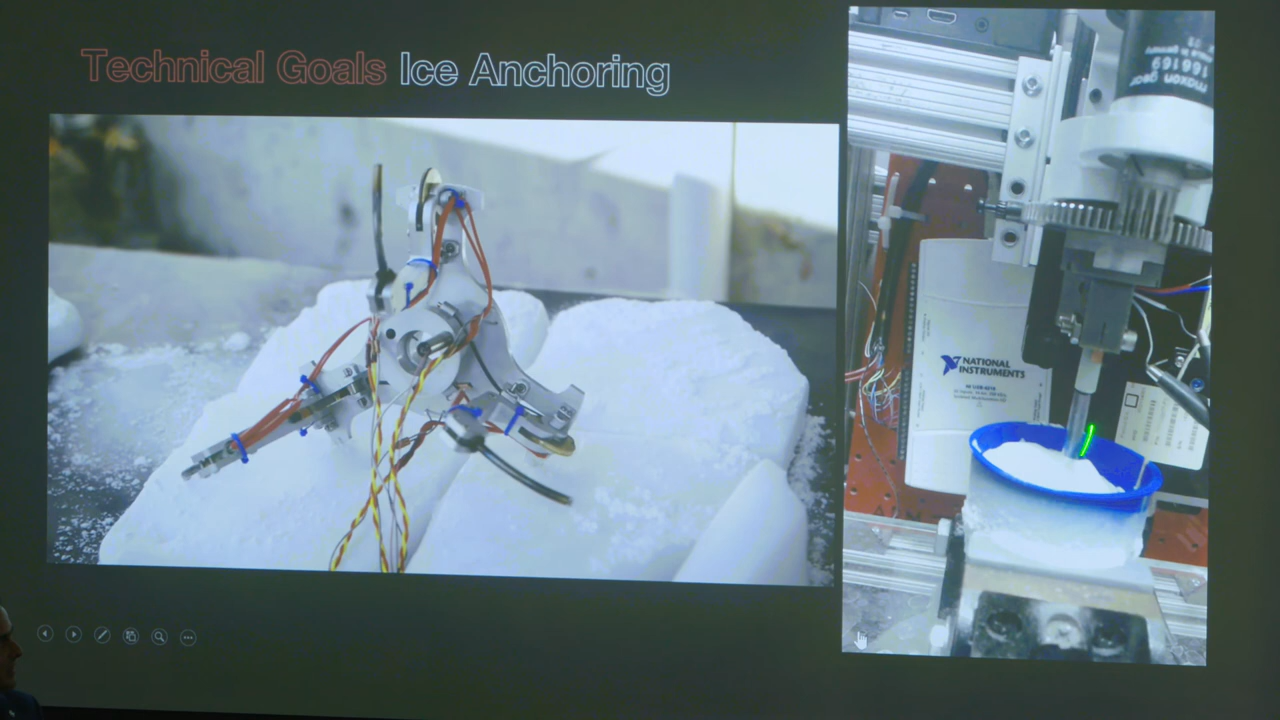 Technical Goals Ice Anchoring
maxon gear
166169
NATIONAL
INSTRUMENTS